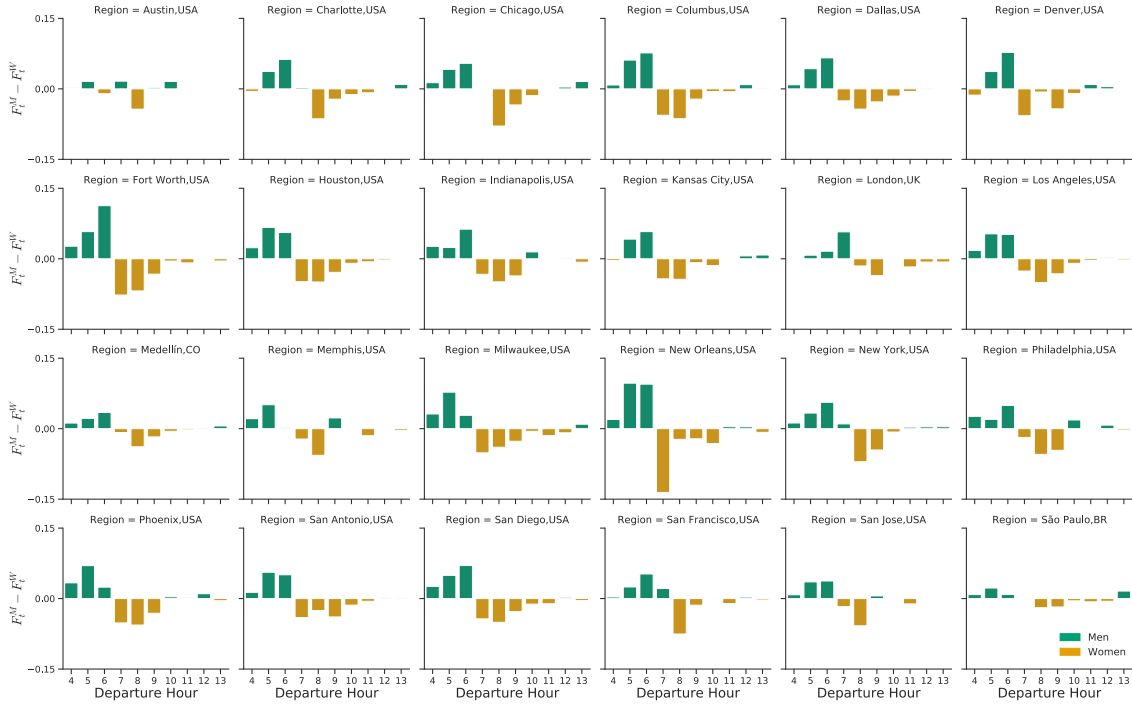 Region = Austin,USA
Region = Charlotte,USA
Region = Chicago,USA
Region = Columbus,USA
Region = Dallas,USA
Region = Denver,USA
0.15
0.00
−0.15
F_t^M − F_t^W
Region = Fort Worth,USA
Region = Houston,USA
Region = Indianapolis,USA
Region = Kansas City,USA
Region = London,UK
Region = Los Angeles,USA
0.15
0.00
−0.15
F_t^M − F_t^W
Region = Medellín,CO
Region = Memphis,USA
Region = Milwaukee,USA
Region = New Orleans,USA
Region = New York,USA
Region = Philadelphia,USA
0.15
0.00
−0.15
F_t^M − F_t^W
Region = Phoenix,USA
Region = San Antonio,USA
Region = San Diego,USA
Region = San Francisco,USA
Region = San Jose,USA
Region = São Paulo,BR
0.15
0.00
−0.15
F_t^M − F_t^W
Men
Women
4 5 6 7 8 9 10 11 12 13
4 5 6 7 8 9 10 11 12 13
4 5 6 7 8 9 10 11 12 13
4 5 6 7 8 9 10 11 12 13
4 5 6 7 8 9 10 11 12 13
4 5 6 7 8 9 10 11 12 13
Departure Hour
Departure Hour
Departure Hour
Departure Hour
Departure Hour
Departure Hour